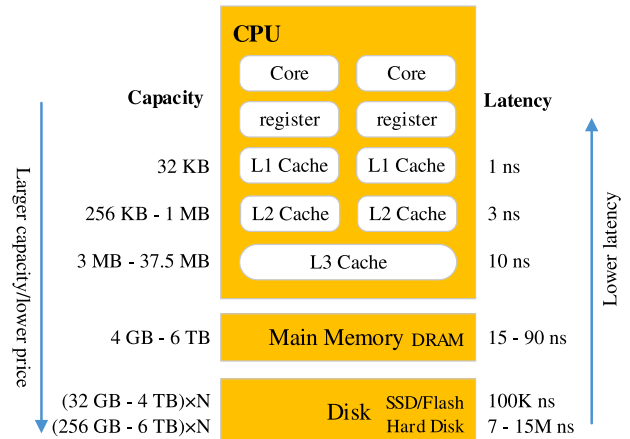 CPU
Core Core
Capacity Latency
register register
32 KB L1 Cache L1 Cache 1 ns
256 KB - 1 MB L2 Cache L2 Cache 3 ns
3 MB - 37.5 MB L3 Cache 10 ns
4 GB - 6 TB Main Memory DRAM 15 - 90 ns
(32 GB - 4 TB)×N Disk SSD/Flash 100K ns
(256 GB - 6 TB)×N Hard Disk 7 - 15M ns
Larger capacity/lower price
Lower latency